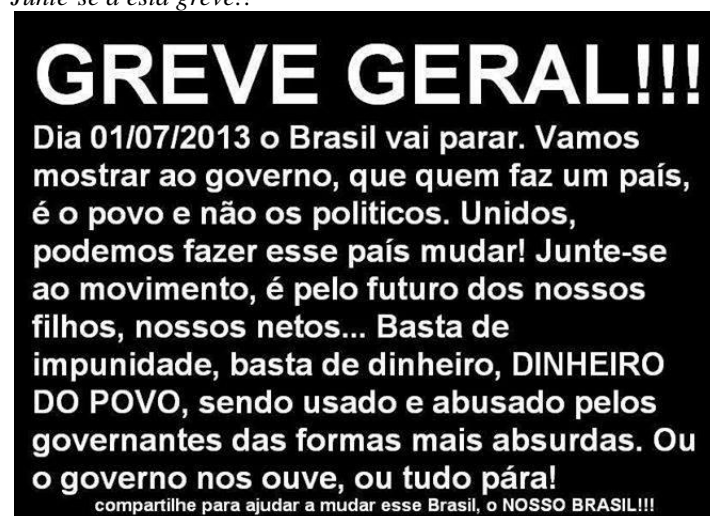 Junte-se a esta greve!!
GREVE GERAL!!!
Dia 01/07/2013 o Brasil vai parar. Vamos
mostrar ao governo, que quem faz um país,
é o povo e não os politicos. Unidos,
podemos fazer esse país mudar! Junte-se
ao movimento, é pelo futuro dos nossos
filhos, nossos netos... Basta de
impunidade, basta de dinheiro, DINHEIRO
DO POVO, sendo usado e abusado pelos
governantes das formas mais absurdas. Ou
o governo nos ouve, ou tudo pára!
compartilhe para ajudar a mudar esse Brasil, o NOSSO BRASIL!!!